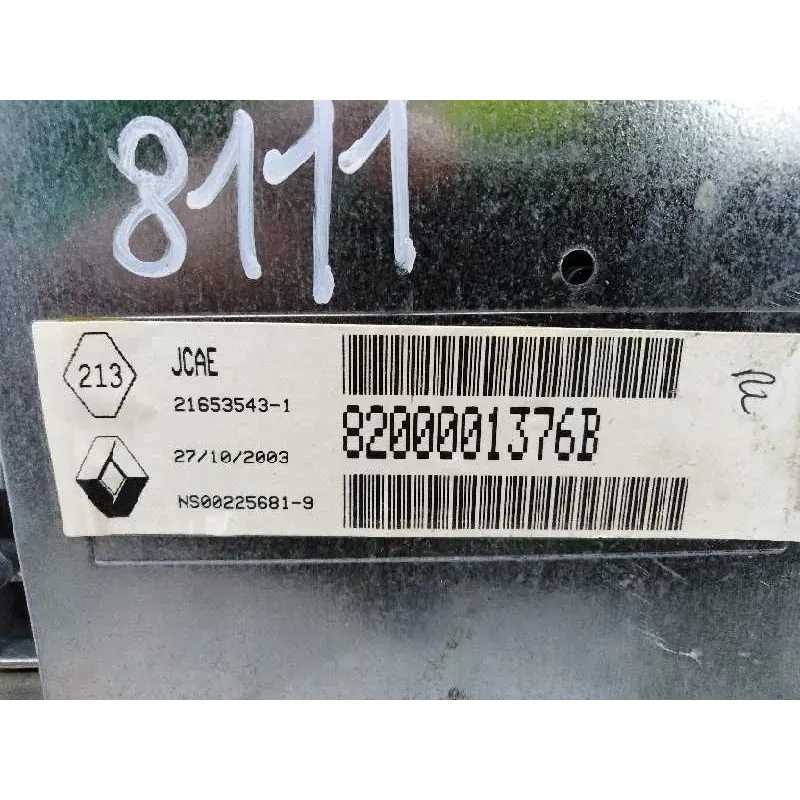 8111
213
JCAE
21653543-1
8200001376B
27/10/2003
NS00225681-9